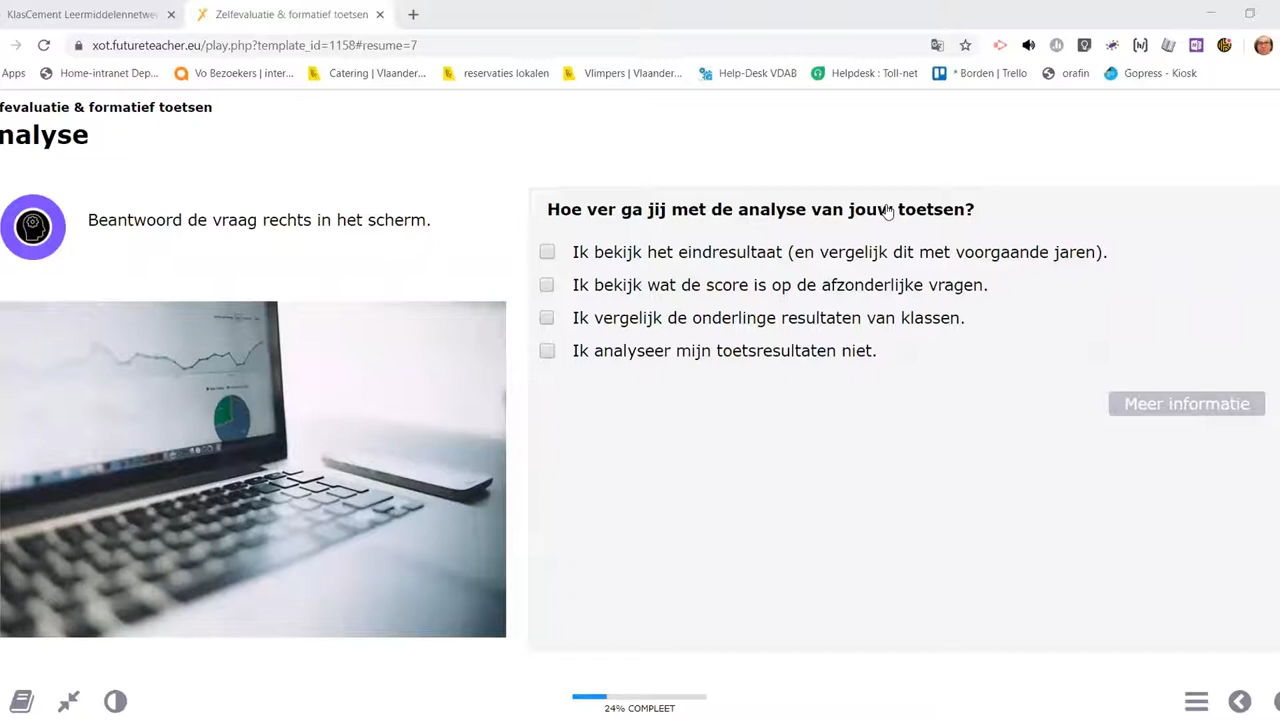 KlasCement Leermiddelennetwe
Zelfevaluatie & formatief toetsen
xot.futureteacher.eu/play.php?template_id=1158#resume=7
Apps Home-intranet Dep... Vo Bezoekers | inter... Catering | Vlaander... reservaties lokalen Vlimpers | Vlaander... Help-Desk VDAB Helpdesk : Toll-net * Borden | Trello orafin Gopress - Kiosk
fevaluatie & formatief toetsen
nalyse
Beantwoord de vraag rechts in het scherm.
Hoe ver ga jij met de analyse van jouw toetsen?
Ik bekijk het eindresultaat (en vergelijk dit met voorgaande jaren).
Ik bekijk wat de score is op de afzonderlijke vragen.
Ik vergelijk de onderlinge resultaten van klassen.
Ik analyseer mijn toetsresultaten niet.
Meer informatie
24% COMPLEET